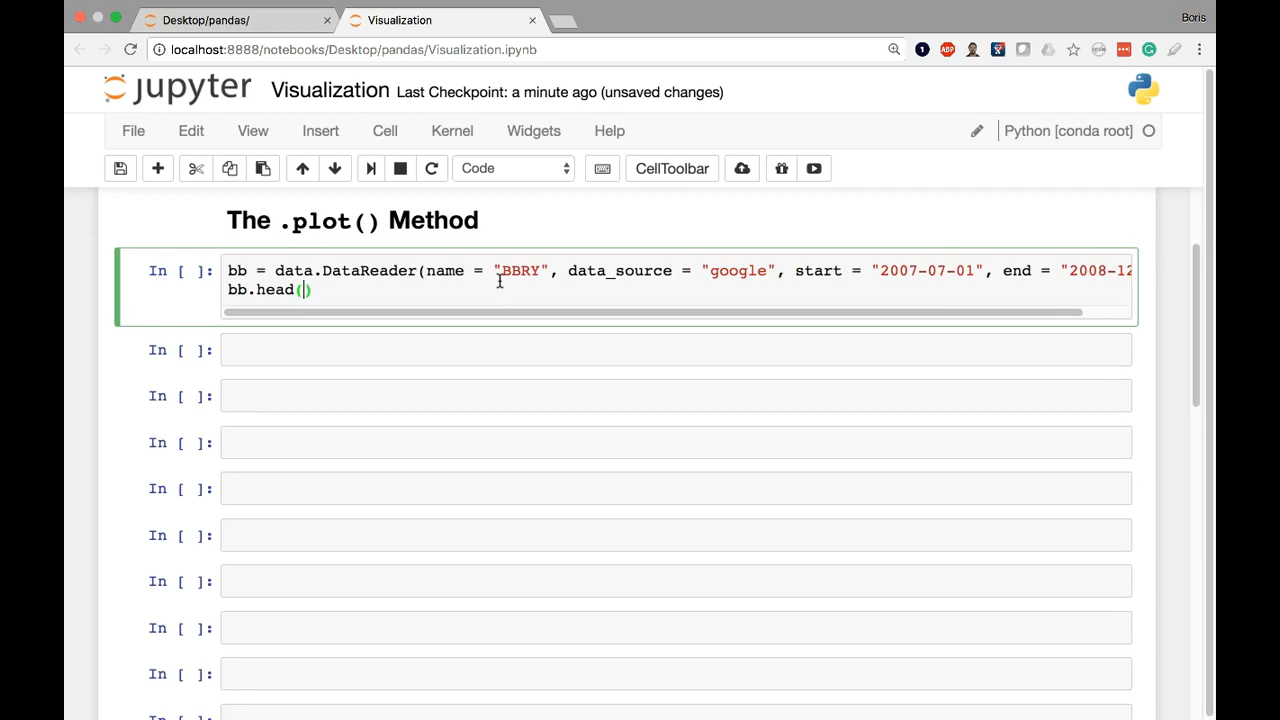 Desktop/pandas/
Visualization
Boris
localhost:8888/notebooks/Desktop/pandas/Visualization.ipynb
jupyter Visualization Last Checkpoint: a minute ago (unsaved changes)
File Edit View Insert Cell Kernel Widgets Help Python [conda root]
Code CellToolbar
The .plot() Method
In [ ]: bb = data.DataReader(name = "BBRY", data_source = "google", start = "2007-07-01", end = "2008-12
bb.head()
In [ ]:
In [ ]:
In [ ]:
In [ ]:
In [ ]:
In [ ]:
In [ ]:
In [ ]: